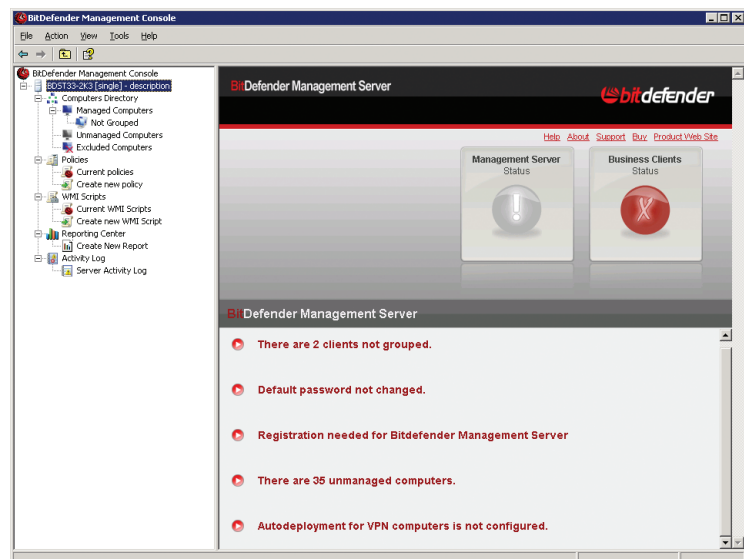 BitDefender Management Console
File Action View Tools Help
BitDefender Management Console
BDST33-2K3 [single] - description
Computers Directory
Managed Computers
Not Grouped
Unmanaged Computers
Excluded Computers
Policies
Current policies
Create new policy
WMI Scripts
Current WMI Scripts
Create new WMI Script
Reporting Center
Create New Report
Activity Log
Server Activity Log
BitDefender Management Server
bitdefender
Help About Support Buy Product Web Site
Management Server
Status
Business Clients
Status
BitDefender Management Server
There are 2 clients not grouped.
Default password not changed.
Registration needed for Bitdefender Management Server
There are 35 unmanaged computers.
Autodeployment for VPN computers is not configured.